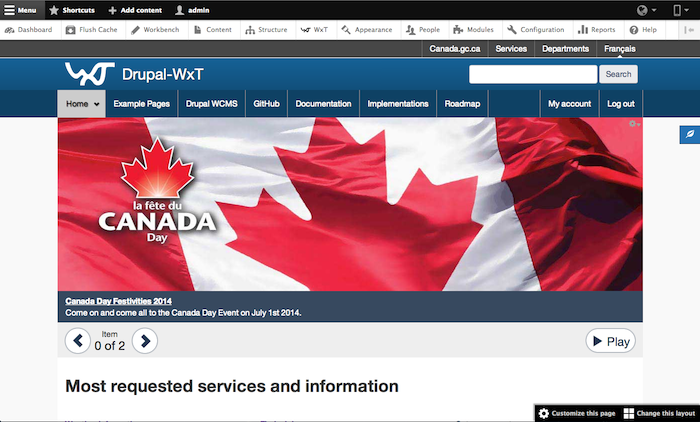 Menu Shortcuts Add content admin
Dashboard Flush Cache Workbench Content Structure WxT Appearance People Modules Configuration Reports Help
Canada.gc.ca Services Departments Français
WxT Drupal-WxT Search
Home Example Pages Drupal WCMS GitHub Documentation Implementations Roadmap My account Log out
la fête du
CANADA
Day
Canada Day Festivities 2014
Come on and come all to the Canada Day Event on July 1st 2014.
Item
0 of 2 Play
Most requested services and information
Customize this page Change this layout